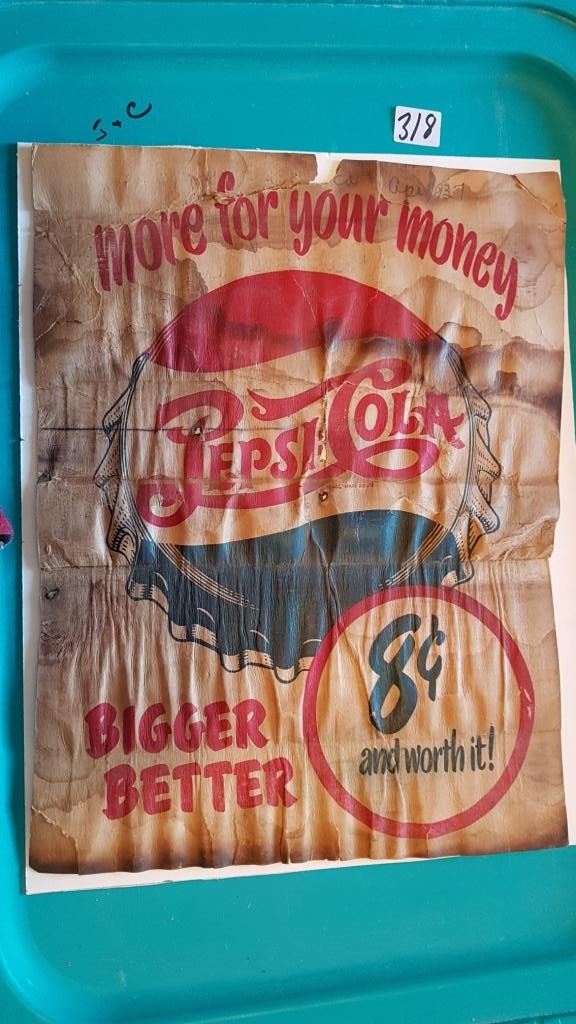 S + C
318
more for your money
PEPSI-COLA
BIGGER
BETTER
8¢
and worth it!